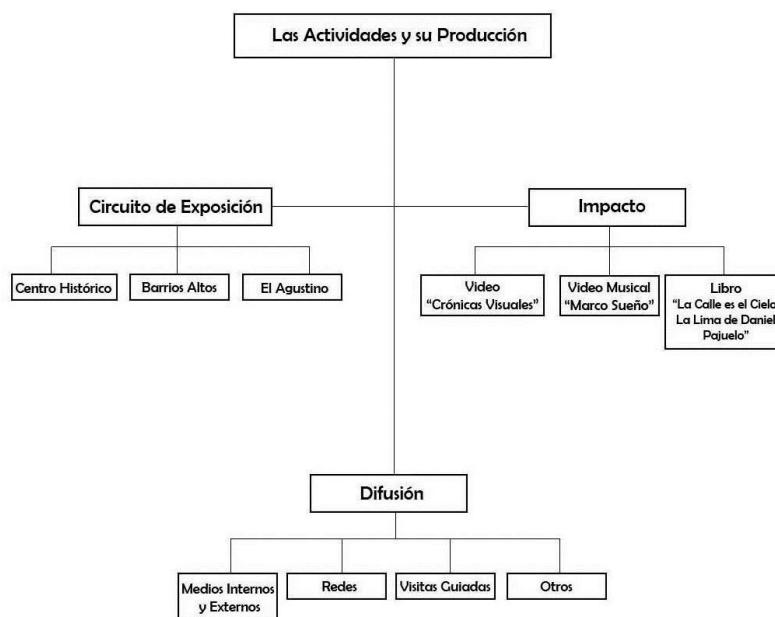 Las Actividades y su Producción
Circuito de Exposición
Impacto
Centro Histórico
Barrios Altos
El Agustino
Video
“Crónicas Visuales”
Video Musical
“Marco Sueño”
Libro
“La Calle es el Cielo
La Lima de Daniel
Pajuelo”
Difusión
Medios Internos
y Externos
Redes
Visitas Guiadas
Otros